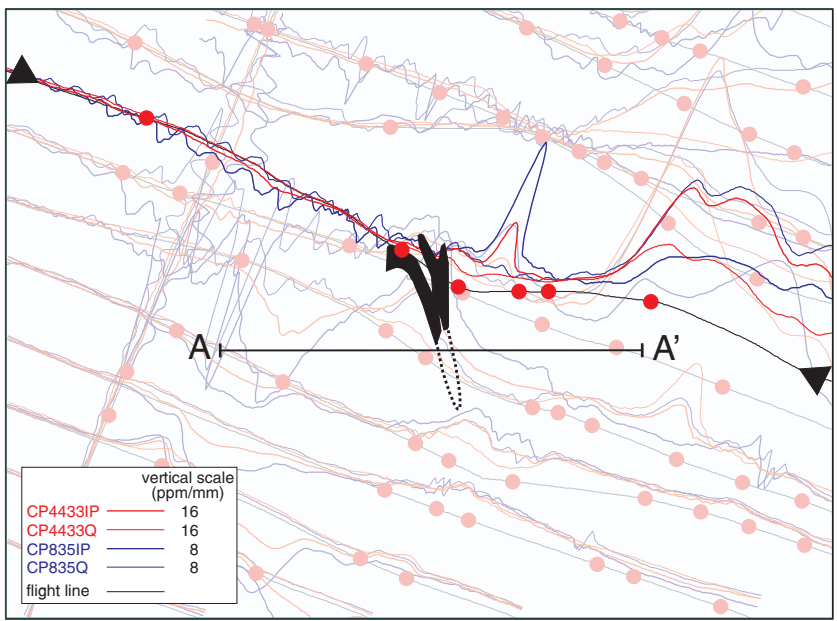 A
A’
vertical scale
(ppm/mm)
CP4433IP 16
CP4433Q 16
CP835IP 8
CP835Q 8
flight line